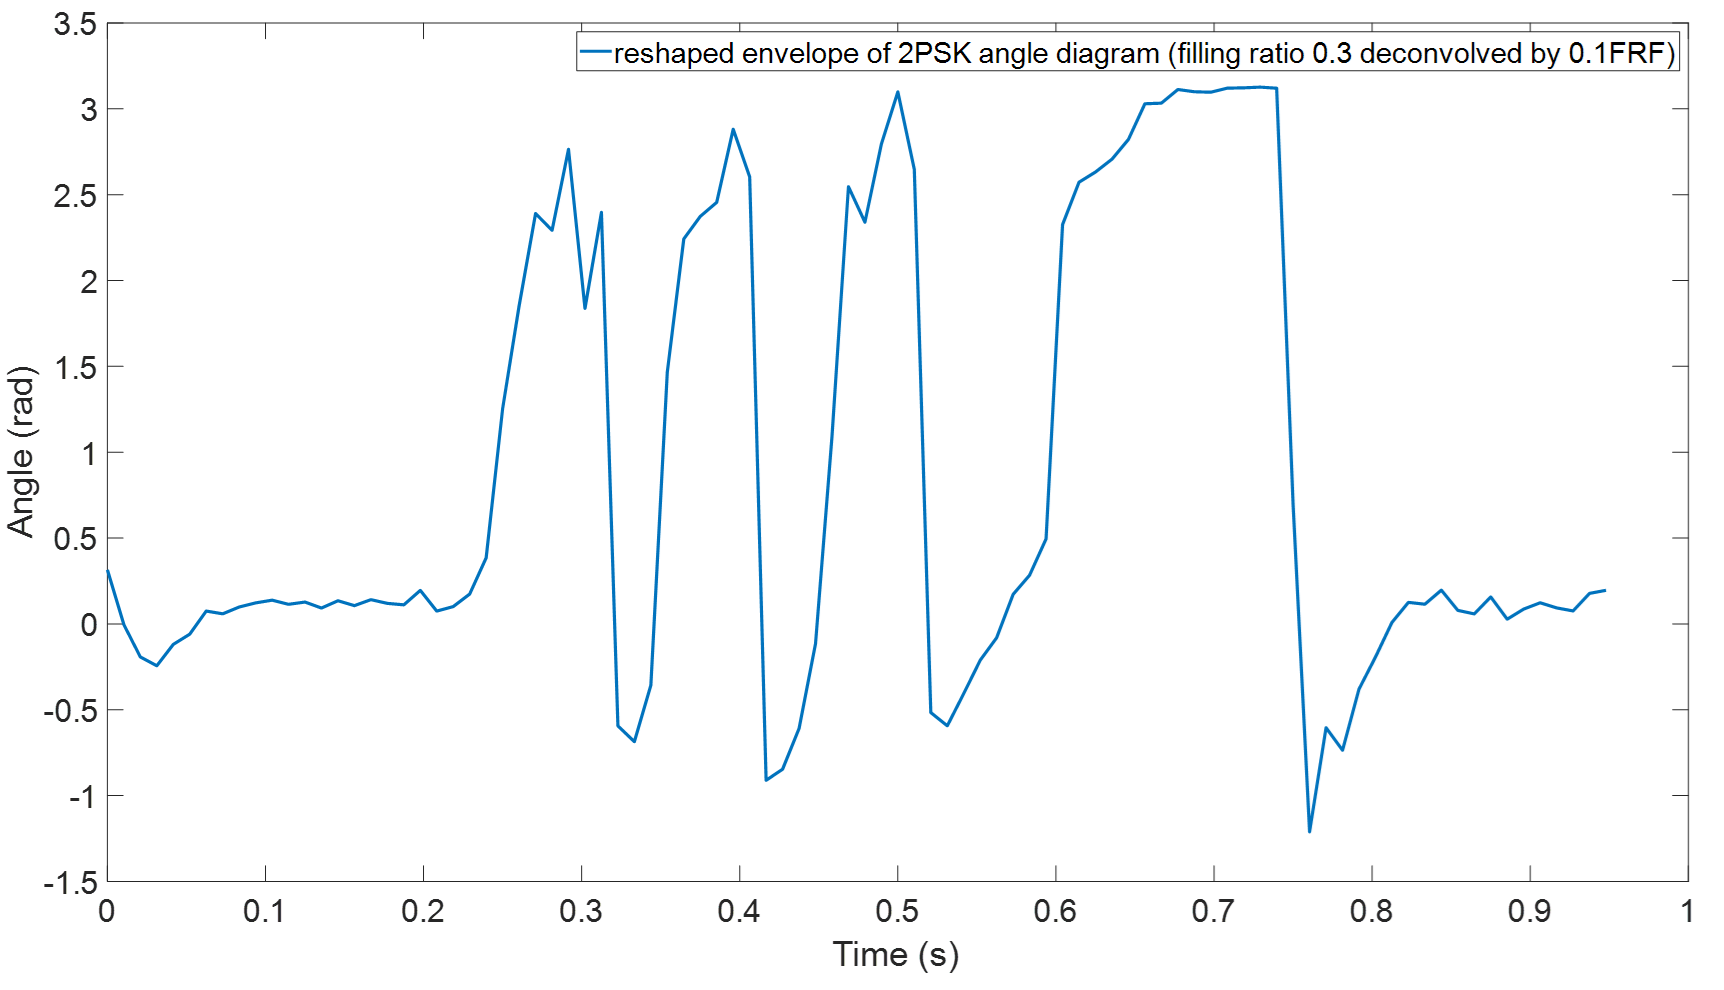 reshaped envelope of 2PSK angle diagram (filling ratio 0.3 deconvolved by 0.1FRF)
3.5
3
2.5
2
1.5
1
0.5
0
-0.5
-1
-1.5
Angle (rad)
0 0.1 0.2 0.3 0.4 0.5 0.6 0.7 0.8 0.9 1
Time (s)